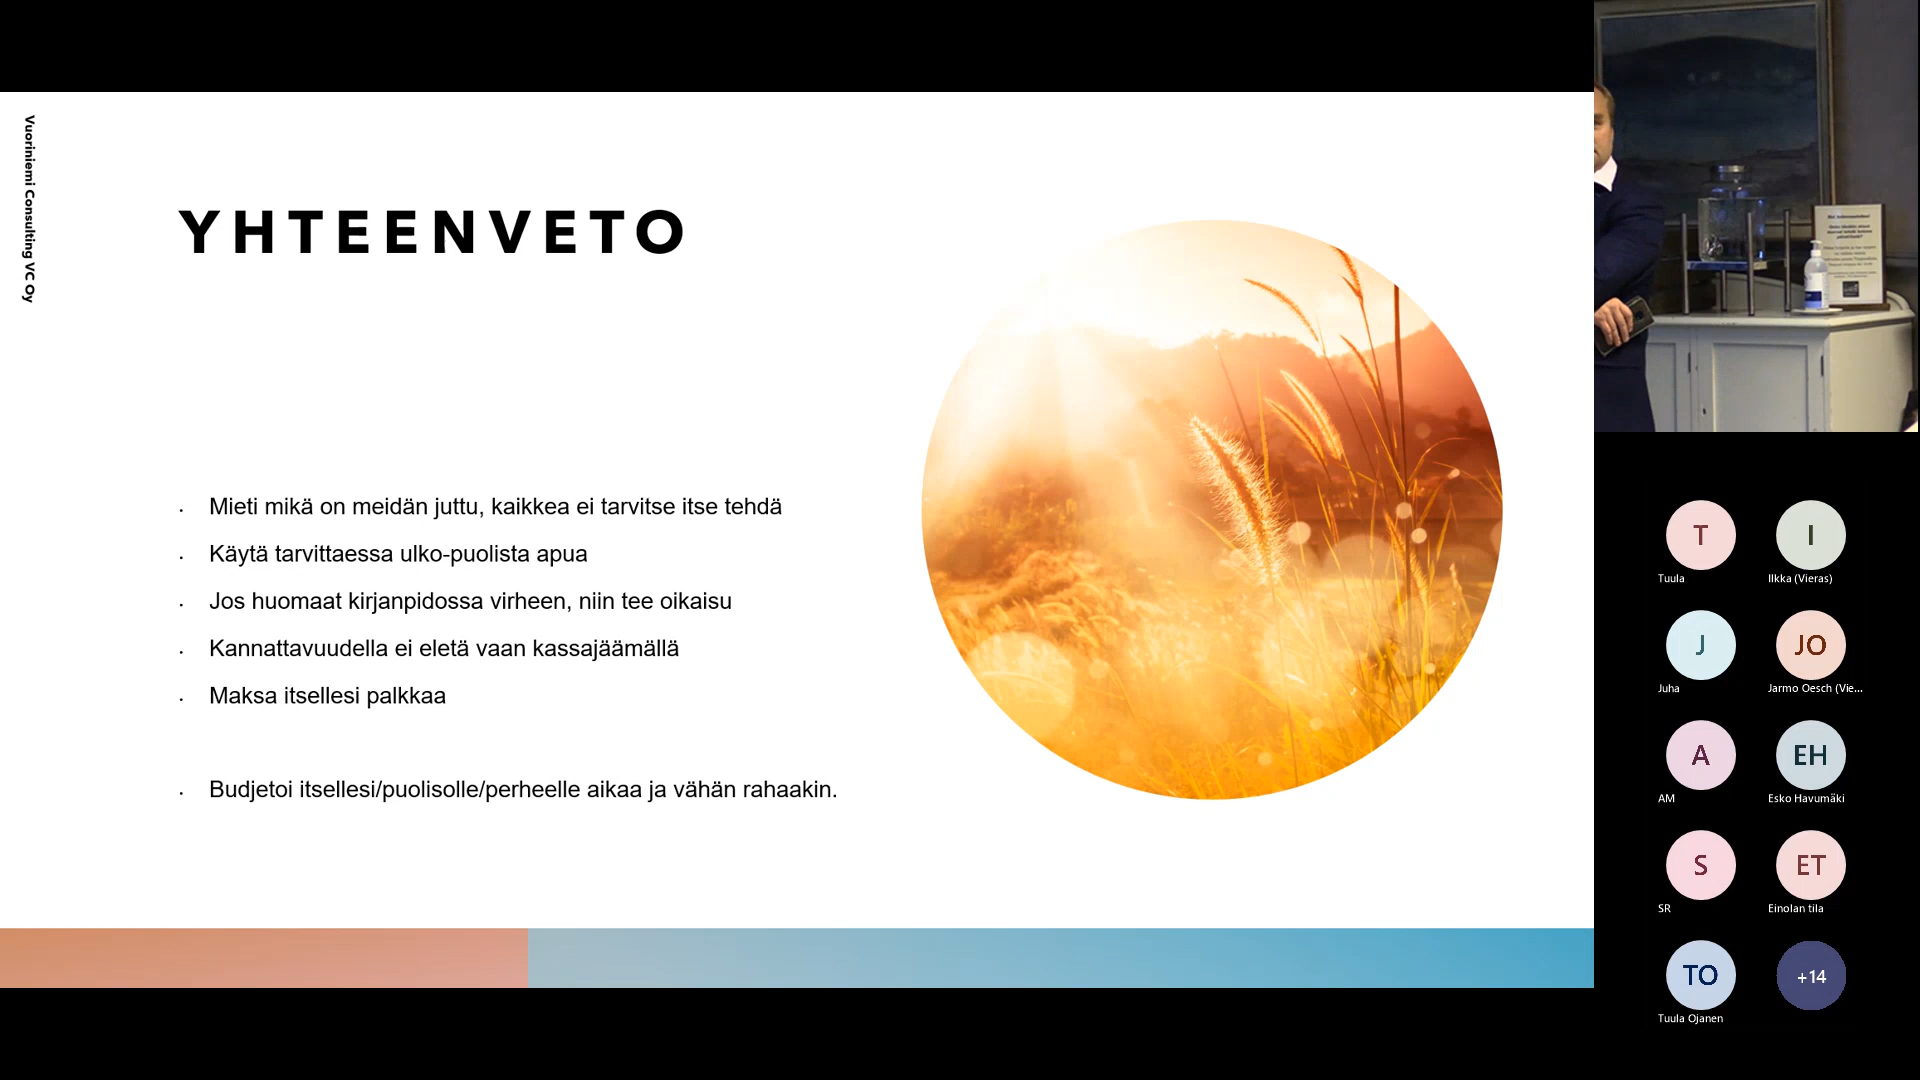 Vuoriniemi Consulting VC Oy
YHTEENVETO
Mieti mikä on meidän juttu, kaikkea ei tarvitse itse tehdä
Käytä tarvittaessa ulko-puolista apua
Jos huomaat kirjanpidossa virheen, niin tee oikaisu
Kannattavuudella ei eletä vaan kassajäämällä
Maksa itsellesi palkkaa
Budjetoi itsellesi/puolisolle/perheelle aikaa ja vähän rahaakin.
T
I
Tuula
Ilkka (Vieras)
J
JO
Juha
Jarmo Oesch (Vie...
A
EH
AM
Esko Havumäki
S
ET
SR
Einolan tila
TO
+14
Tuula Ojanen